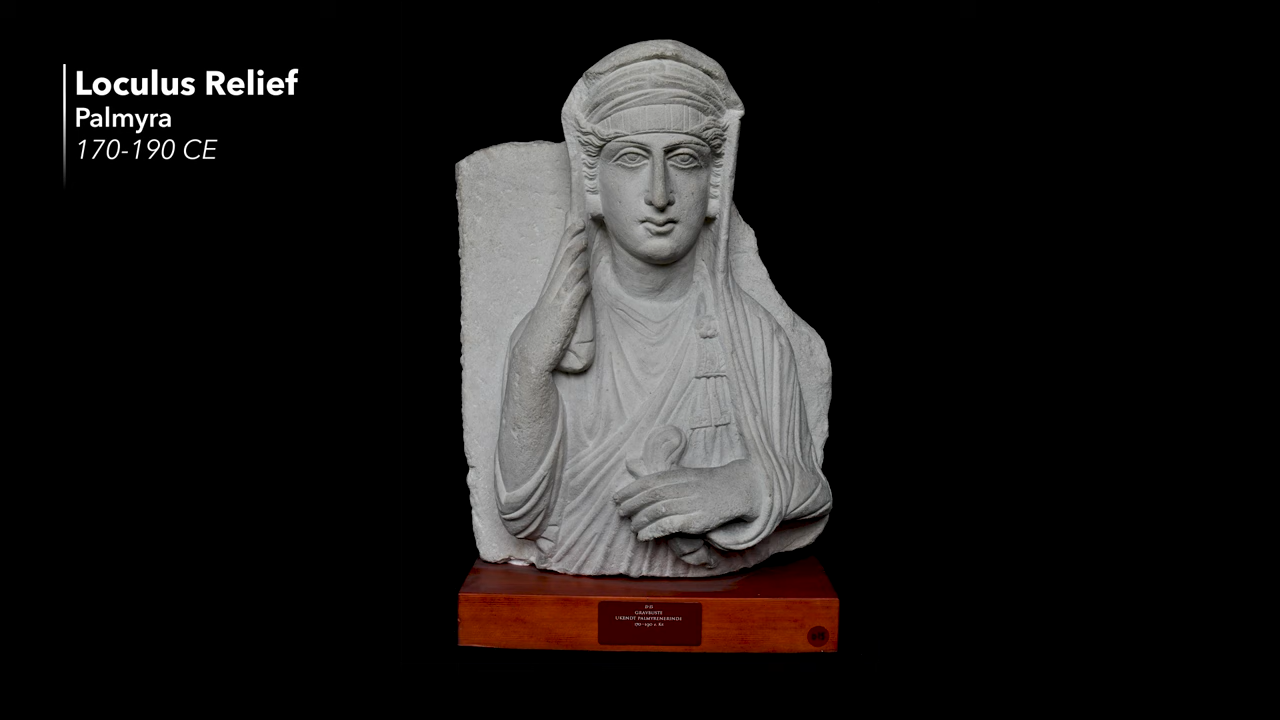 Loculus Relief
Palmyra
170-190 CE
GRAVBUSTE
UKENDT PALMYRENERINDE
170-190 e. Kr.